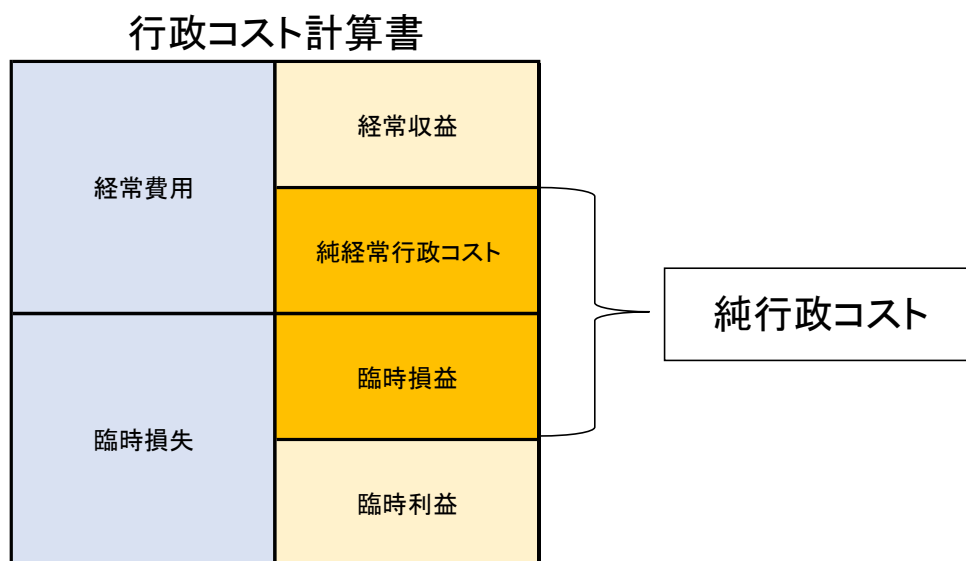 行政コスト計算書
経常費用
経常収益
純経常行政コスト
臨時損失
臨時損益
臨時利益
純行政コスト